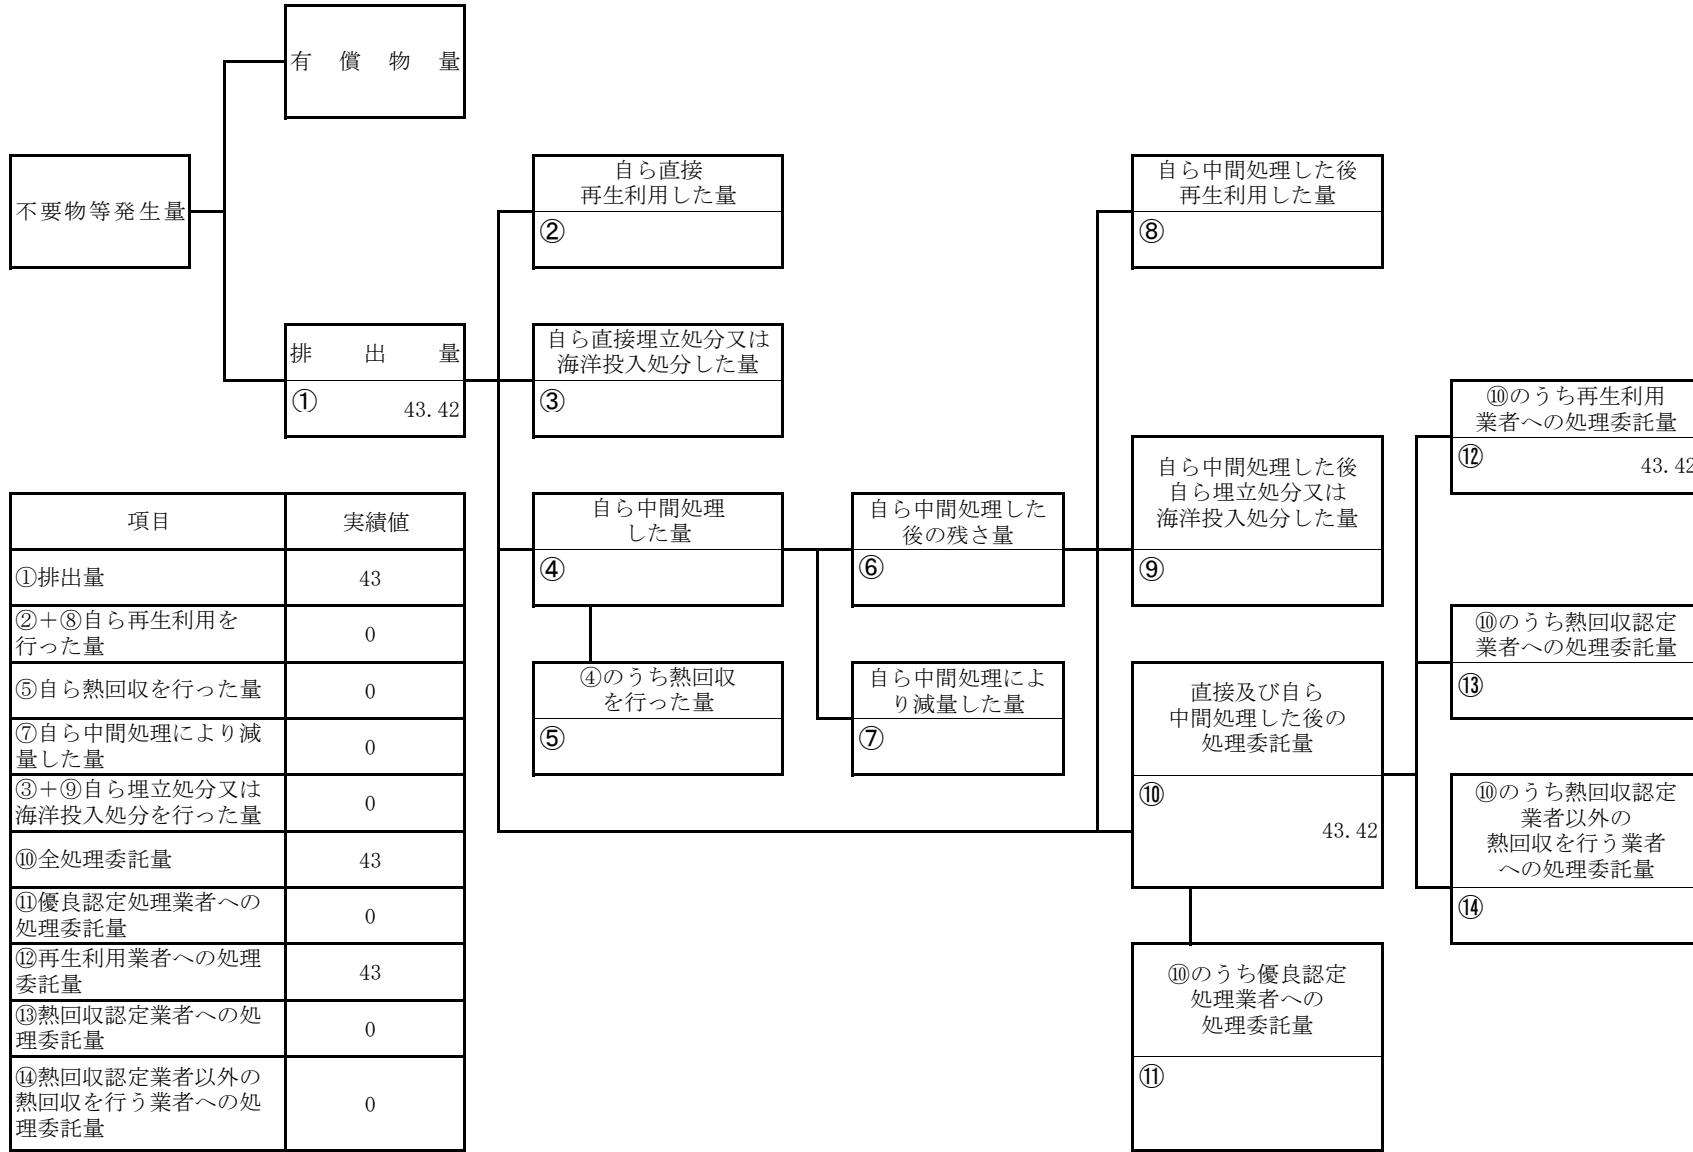 有償物量
不要物等発生量
自ら直接
再生利用した量
②
自ら中間処理した後
再生利用した量
⑧
排出量
① 43.42
自ら直接埋立処分又は
海洋投入処分した量
③
⑩のうち再生利用
業者への処理委託量
⑫ 43.42
自ら中間処理
した量
④
自ら中間処理した
後の残さ量
⑥
自ら中間処理した後
自ら埋立処分又は
海洋投入処分した量
⑨
⑩のうち熱回収認定
業者への処理委託量
⑬
④のうち熱回収
を行った量
⑤
自ら中間処理によ
り減量した量
⑦
直接及び自ら
中間処理した後の
処理委託量
⑩
43.42
⑩のうち熱回収認定
業者以外の
熱回収を行う業者
への処理委託量
⑭
⑩のうち優良認定
処理業者への
処理委託量
⑪
項目 実績値
①排出量 43
②＋⑧自ら再生利用を
行った量 0
⑤自ら熱回収を行った量 0
⑦自ら中間処理により減
量した量 0
③＋⑨自ら埋立処分又は
海洋投入処分を行った量 0
⑩全処理委託量 43
⑪優良認定処理業者への
処理委託量 0
⑫再生利用業者への処理
委託量 43
⑬熱回収認定業者への処
理委託量 0
⑭熱回収認定業者以外の
熱回収を行う業者への処
理委託量 0